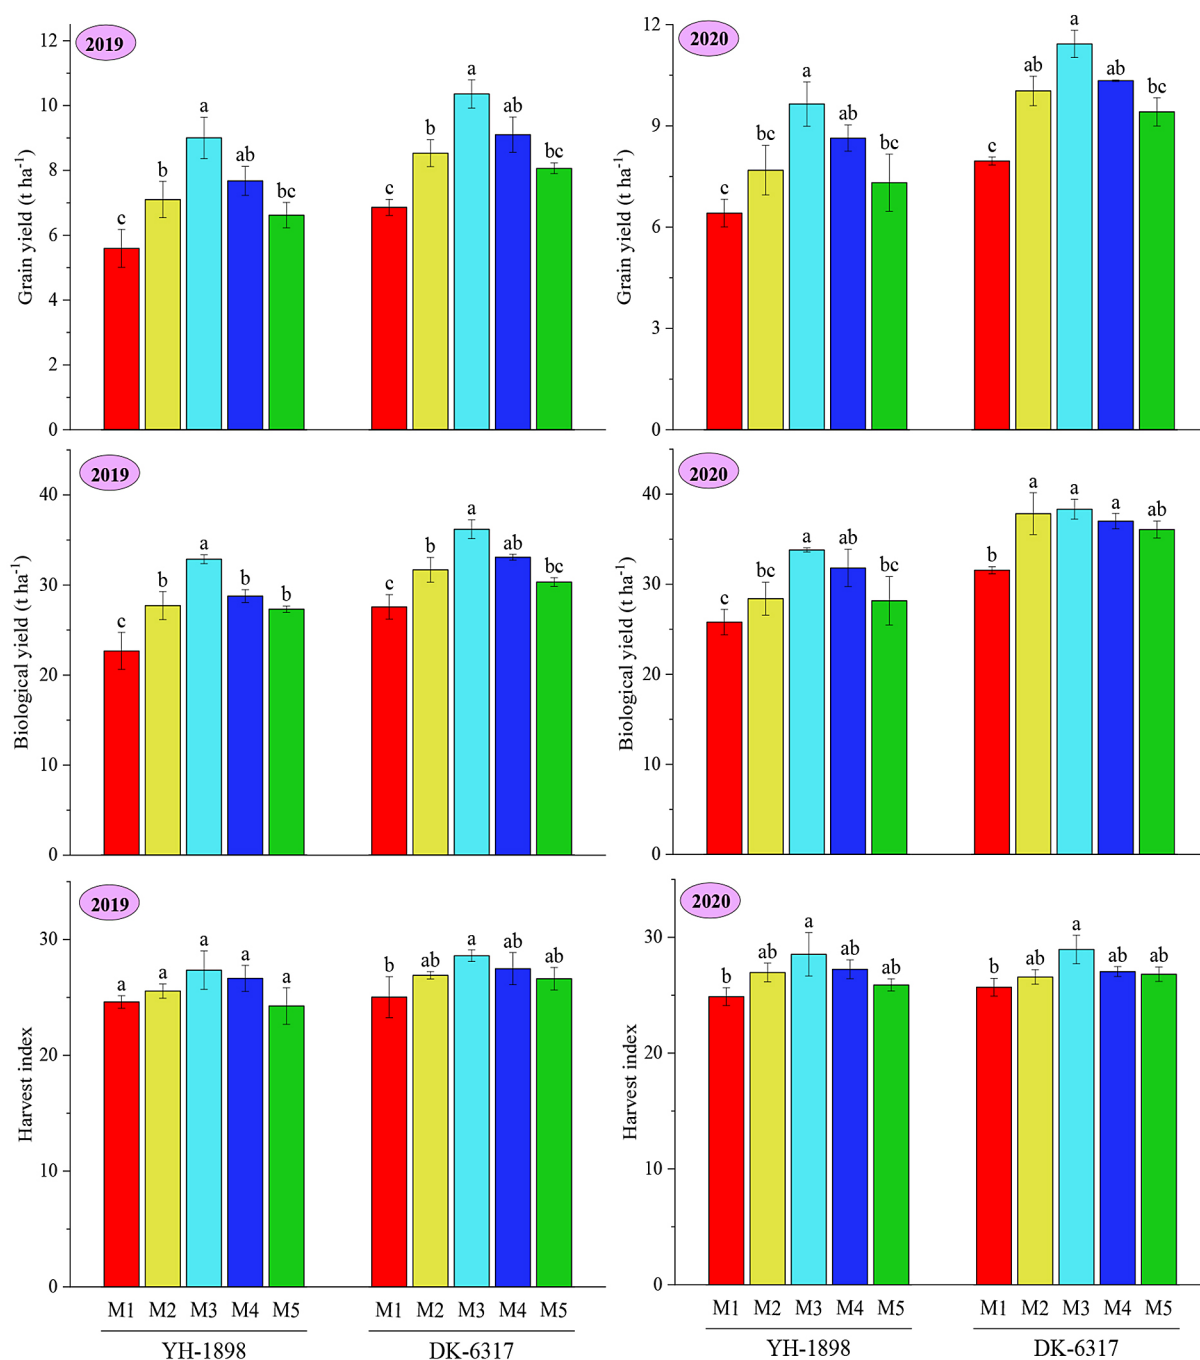 2019
Grain yield (t ha-1)
12
10
8
6
4
2
0
c
b
a
ab
bc
c
b
a
ab
bc
2020
Grain yield (t ha-1)
12
9
6
3
0
c
bc
a
ab
bc
c
ab
a
ab
bc
2019
Biological yield (t ha-1)
40
30
20
10
0
c
b
a
b
b
c
b
a
ab
bc
2020
Biological yield (t ha-1)
40
30
20
10
0
c
bc
a
ab
bc
b
a
a
a
ab
2019
Harvest index
30
20
10
0
a
a
a
a
a
b
ab
a
ab
ab
M1 M2 M3 M4 M5 M1 M2 M3 M4 M5
YH-1898 DK-6317
2020
Harvest index
30
20
10
0
b
ab
a
ab
ab
b
ab
a
ab
ab
M1 M2 M3 M4 M5 M1 M2 M3 M4 M5
YH-1898 DK-6317